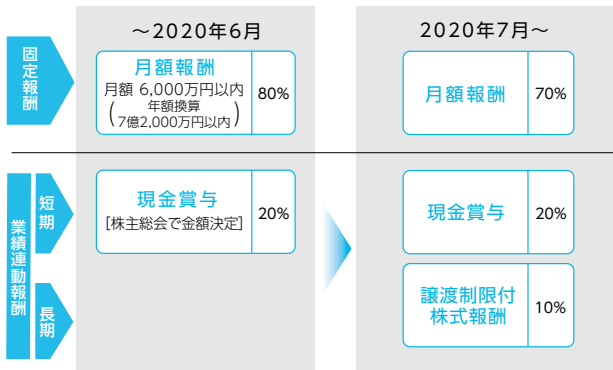 ～2020年6月
2020年7月～
固定報酬
月額報酬
月額 6,000万円以内
(年額換算
7億2,000万円以内)
80%
月額報酬
70%
業績連動報酬
短期
現金賞与
[株主総会で金額決定]
20%
現金賞与
20%
長期
譲渡制限付
株式報酬
10%